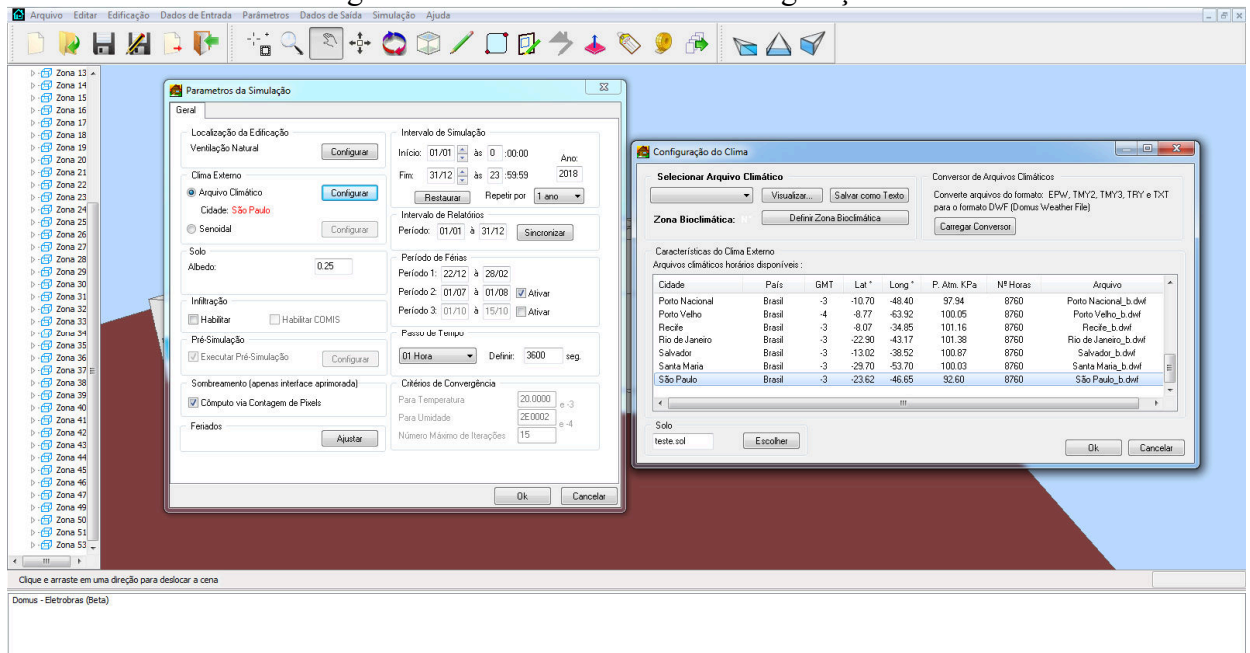 Arquivo Editar Edificação Dados de Entrada Parâmetros Dados de Saída Simulação Ajuda
Zona 13
Zona 14
Zona 15
Zona 16
Zona 17
Zona 18
Zona 19
Zona 20
Zona 21
Zona 22
Zona 23
Zona 24
Zona 25
Zona 26
Zona 27
Zona 28
Zona 29
Zona 30
Zona 31
Zona 32
Zona 33
Zona 34
Zona 35
Zona 36
Zona 37
Zona 38
Zona 39
Zona 40
Zona 41
Zona 42
Zona 43
Zona 44
Zona 45
Zona 46
Zona 47
Zona 49
Zona 50
Zona 51
Zona 53
Parametros da Simulação
Geral
Localização da Edificação
Ventilação Natural Configurar
Clima Externo
Arquivo Climático Configurar
Cidade: São Paulo
Senoidal Configurar
Solo
Albedo: 0.25
Infiltração
Habilitar Habilitar COMIS
Pré-Simulação
Executar Pré-Simulação Configurar
Sombreamento (apenas interface aprimorada)
Cômputo via Contagem de Pixels
Feriados
Ajustar
Intervalo de Simulação
Início: 01/01 às 0 :00:00 Ano:
Fim: 31/12 às 23 :59:59 2018
Restaurar Repetir por 1 ano
Intervalo de Relatórios
Período: 01/01 à 31/12 Sincronizar
Período de Férias
Período 1: 22/12 à 28/02
Período 2: 01/07 à 01/08 Ativar
Período 3: 01/10 à 15/10 Ativar
Passo de Tempo
01 Hora Definir: 3600 seg.
Critérios de Convergência
Para Temperatura 20.0000 e -3
Para Umidade 2E0002 e -4
Número Máximo de Iterações 15
Ok Cancelar
Configuração do Clima
Selecionar Arquivo Climático
Visualizar... Salvar como Texto
Zona Bioclimática: Definir Zona Bioclimática
Conversor de Arquivos Climáticos
Converte arquivos do formato: EPW, TMY2, TMY3, TRY e TXT
para o formato DWF (Domus Weather File)
Carregar Conversor
Características do Clima Externo
Arquivos climáticos horários disponíveis :
Cidade País GMT Lat ° Long ° P. Atm. KPa Nº Horas Arquivo
Porto Nacional Brasil -3 -10.70 -48.40 97.94 8760 Porto Nacional_b.dwf
Porto Velho Brasil -4 -8.77 -63.92 100.05 8760 Porto Velho_b.dwf
Recife Brasil -3 -8.07 -34.85 101.16 8760 Recife_b.dwf
Rio de Janeiro Brasil -3 -22.90 -43.17 101.38 8760 Rio de Janeiro_b.dwf
Salvador Brasil -3 -13.02 -38.52 100.87 8760 Salvador_b.dwf
Santa Maria Brasil -3 -29.70 -53.70 100.03 8760 Santa Maria_b.dwf
São Paulo Brasil -3 -23.62 -46.65 92.60 8760 São Paulo_b.dwf
Solo
teste.sol Escolher
Ok Cancelar
Clique e arraste em uma direção para deslocar a cena
Domus - Eletrobras (Beta)